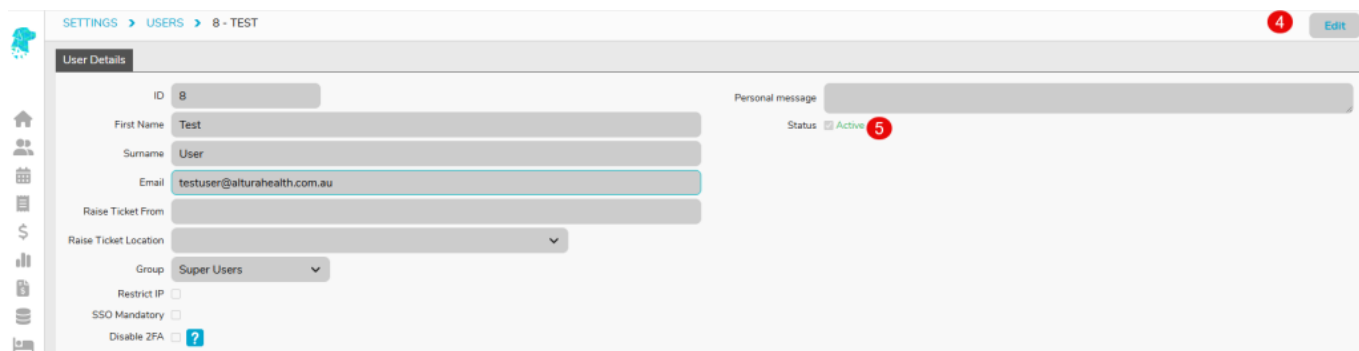 SETTINGS > USERS > 8 - TEST 4 Edit
User Details
ID 8
Personal message
First Name Test
Status Active 5
Surname User
Email testuser@alturahealth.com.au
Raise Ticket From
Raise Ticket Location
Group Super Users
Restrict IP
SSO Mandatory
Disable 2FA ?